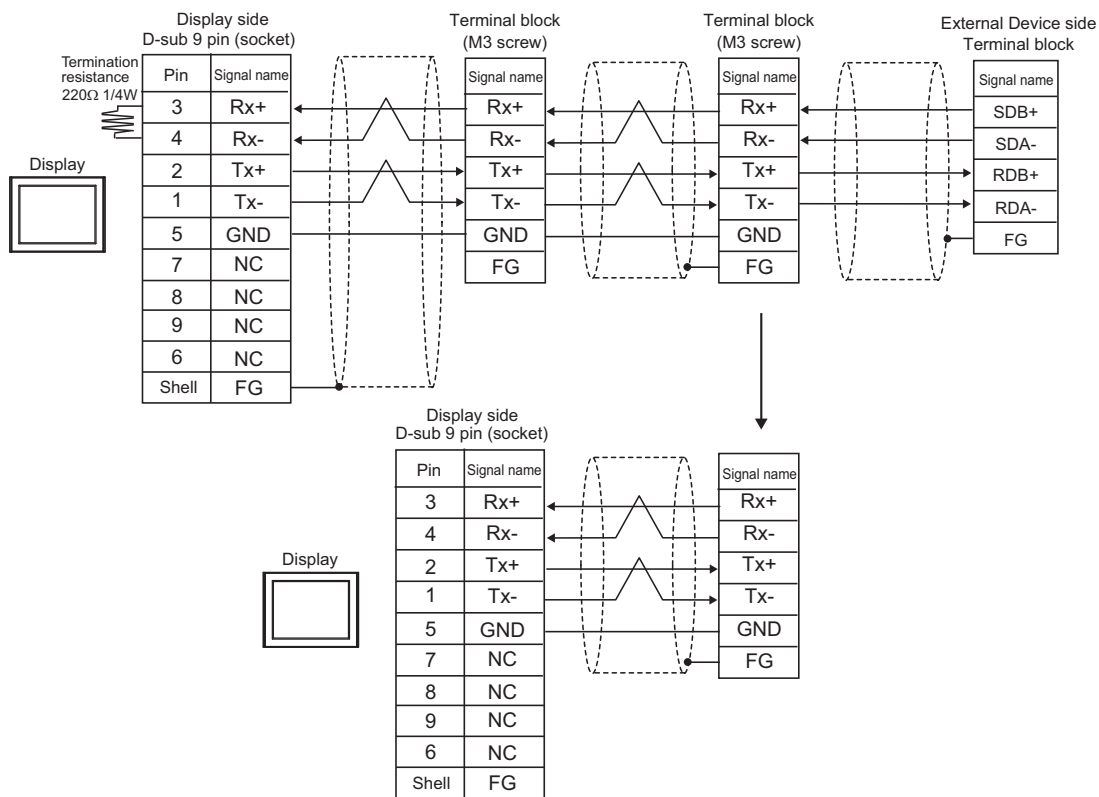 Display side
D-sub 9 pin (socket)
Terminal block
(M3 screw)
Terminal block
(M3 screw)
External Device side
Terminal block
Termination
resistance
220Ω 1/4W
Pin Signal name
3 Rx+
4 Rx-
2 Tx+
1 Tx-
5 GND
7 NC
8 NC
9 NC
6 NC
Shell FG
Display
Signal name
Rx+
Rx-
Tx+
Tx-
GND
FG
Signal name
Rx+
Rx-
Tx+
Tx-
GND
FG
Signal name
SDB+
SDA-
RDB+
RDA-
FG
Display side
D-sub 9 pin (socket)
Pin Signal name
3 Rx+
4 Rx-
2 Tx+
1 Tx-
5 GND
7 NC
8 NC
9 NC
6 NC
Shell FG
Display
Signal name
Rx+
Rx-
Tx+
Tx-
GND
FG